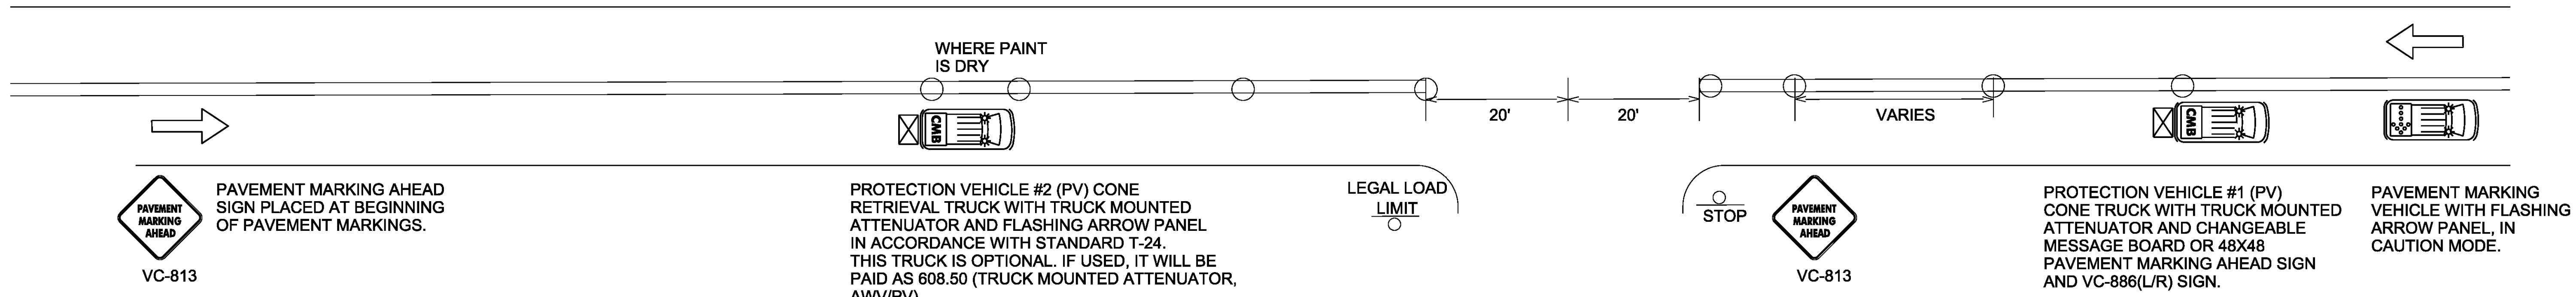 WHERE PAINT
IS DRY
20'
20'
VARIES
CMB
CMB
PAVEMENT
MARKING
AHEAD
VC-813
PAVEMENT MARKING AHEAD
SIGN PLACED AT BEGINNING
OF PAVEMENT MARKINGS.
PROTECTION VEHICLE #2 (PV) CONE
RETRIEVAL TRUCK WITH TRUCK MOUNTED
ATTENUATOR AND FLASHING ARROW PANEL
IN ACCORDANCE WITH STANDARD T-24.
THIS TRUCK IS OPTIONAL. IF USED, IT WILL BE
PAID AS 608.50 (TRUCK MOUNTED ATTENUATOR,
AWV/PV)
LEGAL LOAD
LIMIT
STOP
PAVEMENT
MARKING
AHEAD
VC-813
PROTECTION VEHICLE #1 (PV)
CONE TRUCK WITH TRUCK MOUNTED
ATTENUATOR AND CHANGEABLE
MESSAGE BOARD OR 48X48
PAVEMENT MARKING AHEAD SIGN
AND VC-886(L/R) SIGN.
PAVEMENT MARKING
VEHICLE WITH FLASHING
ARROW PANEL, IN
CAUTION MODE.